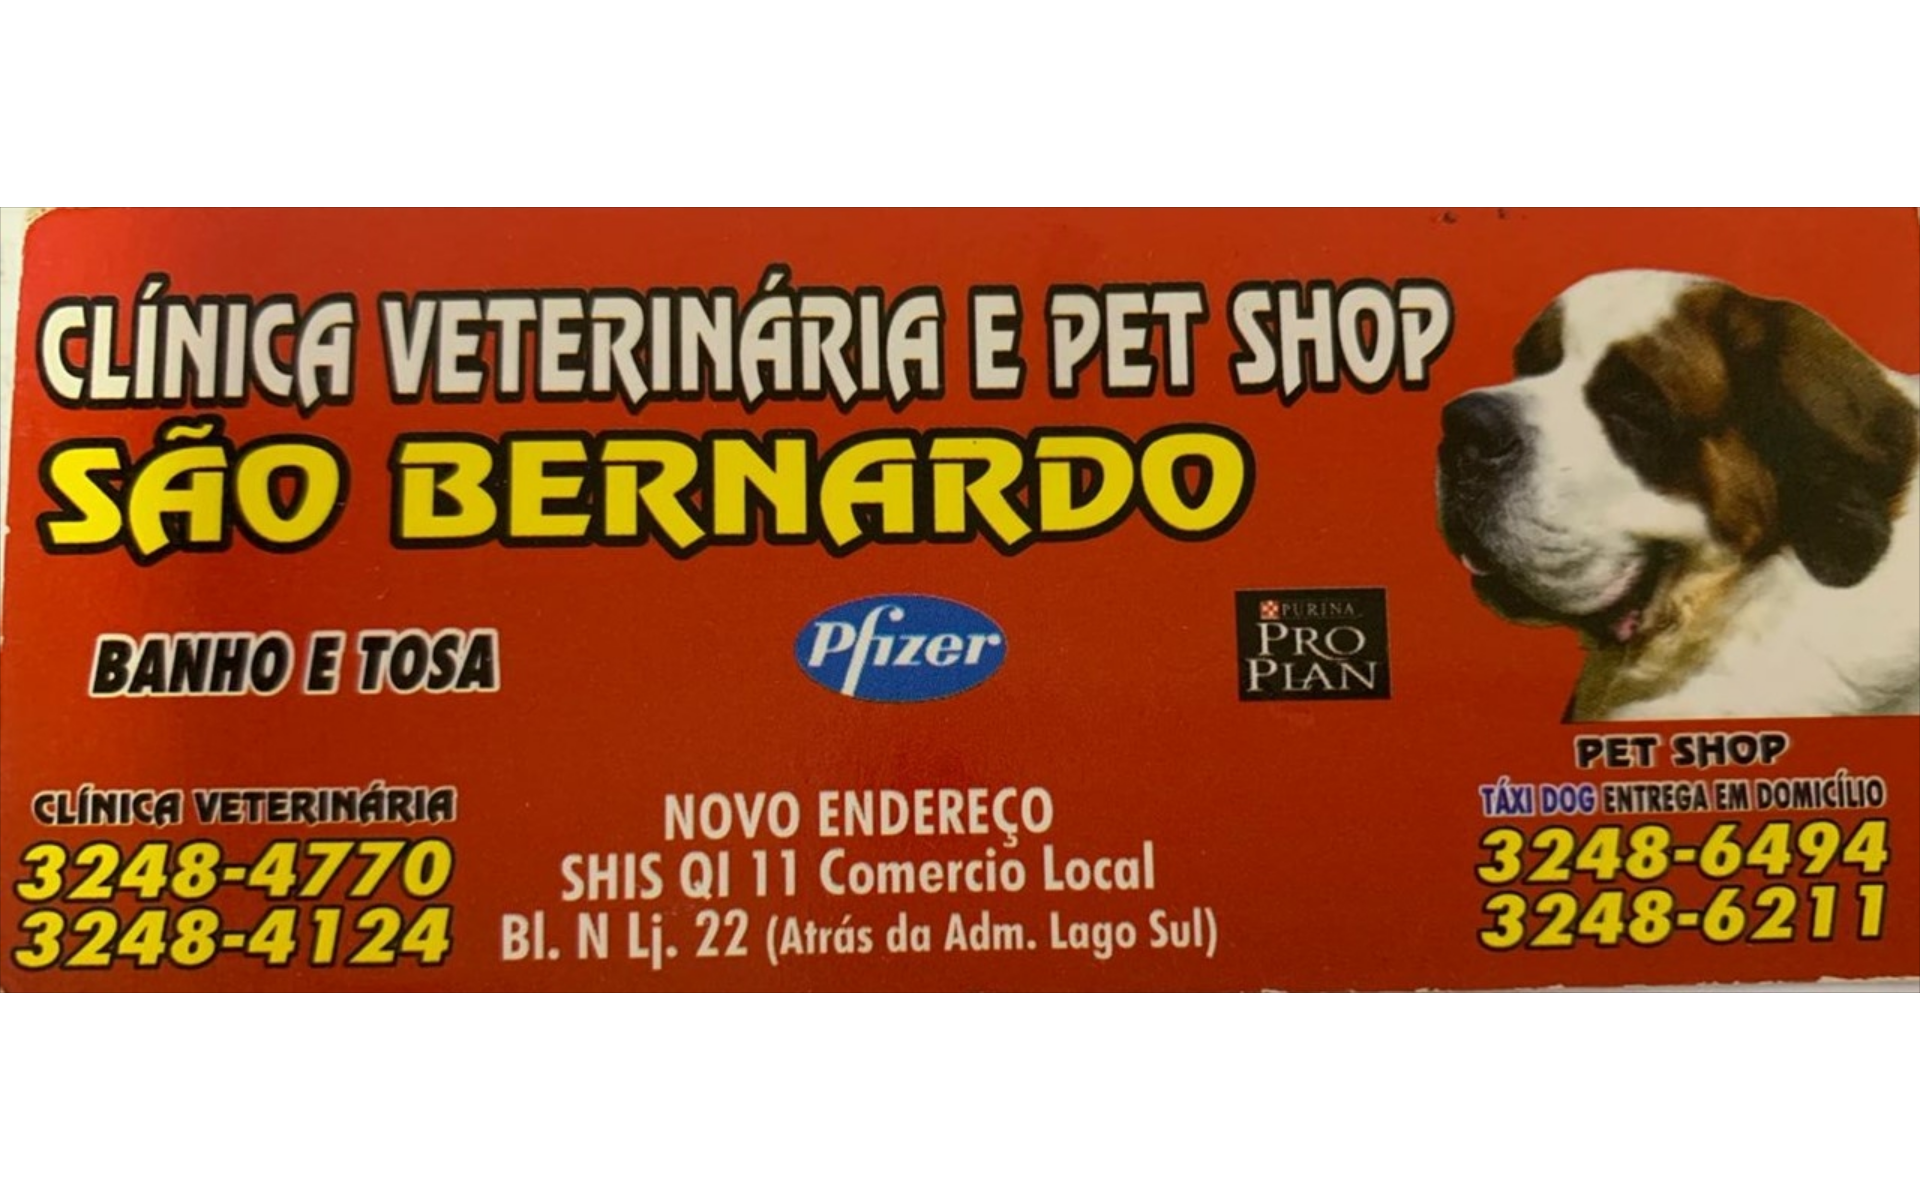 CLÍNICA VETERINÁRIA E PET SHOP
SÃO BERNARDO
BANHO E TOSA
Pfizer
PURINA
PRO
PLAN
CLÍNICA VETERINÁRIA
3248-4770
3248-4124
NOVO ENDEREÇO
SHIS QI 11 Comercio Local
Bl. N Lj. 22 (Atrás da Adm. Lago Sul)
PET SHOP
TÁXI DOG ENTREGA EM DOMICÍLIO
3248-6494
3248-6211